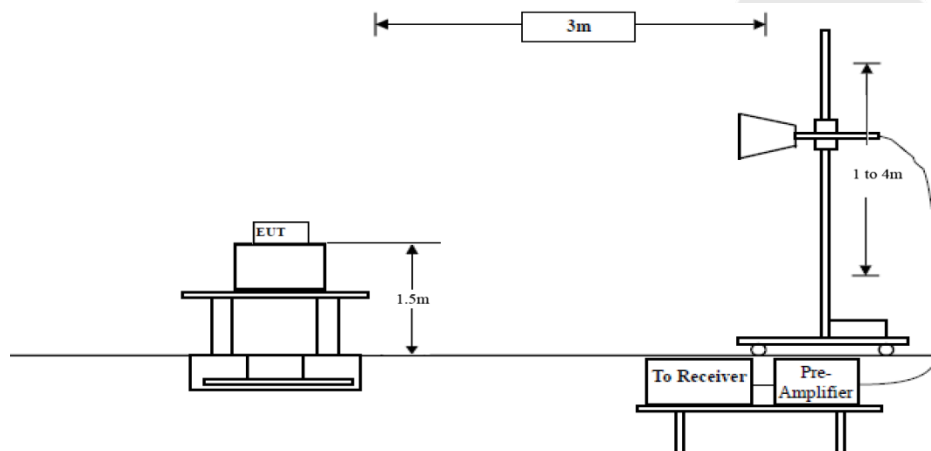 3m
1 to 4m
EUT
1.5m
To Receiver
Pre-
Amplifier